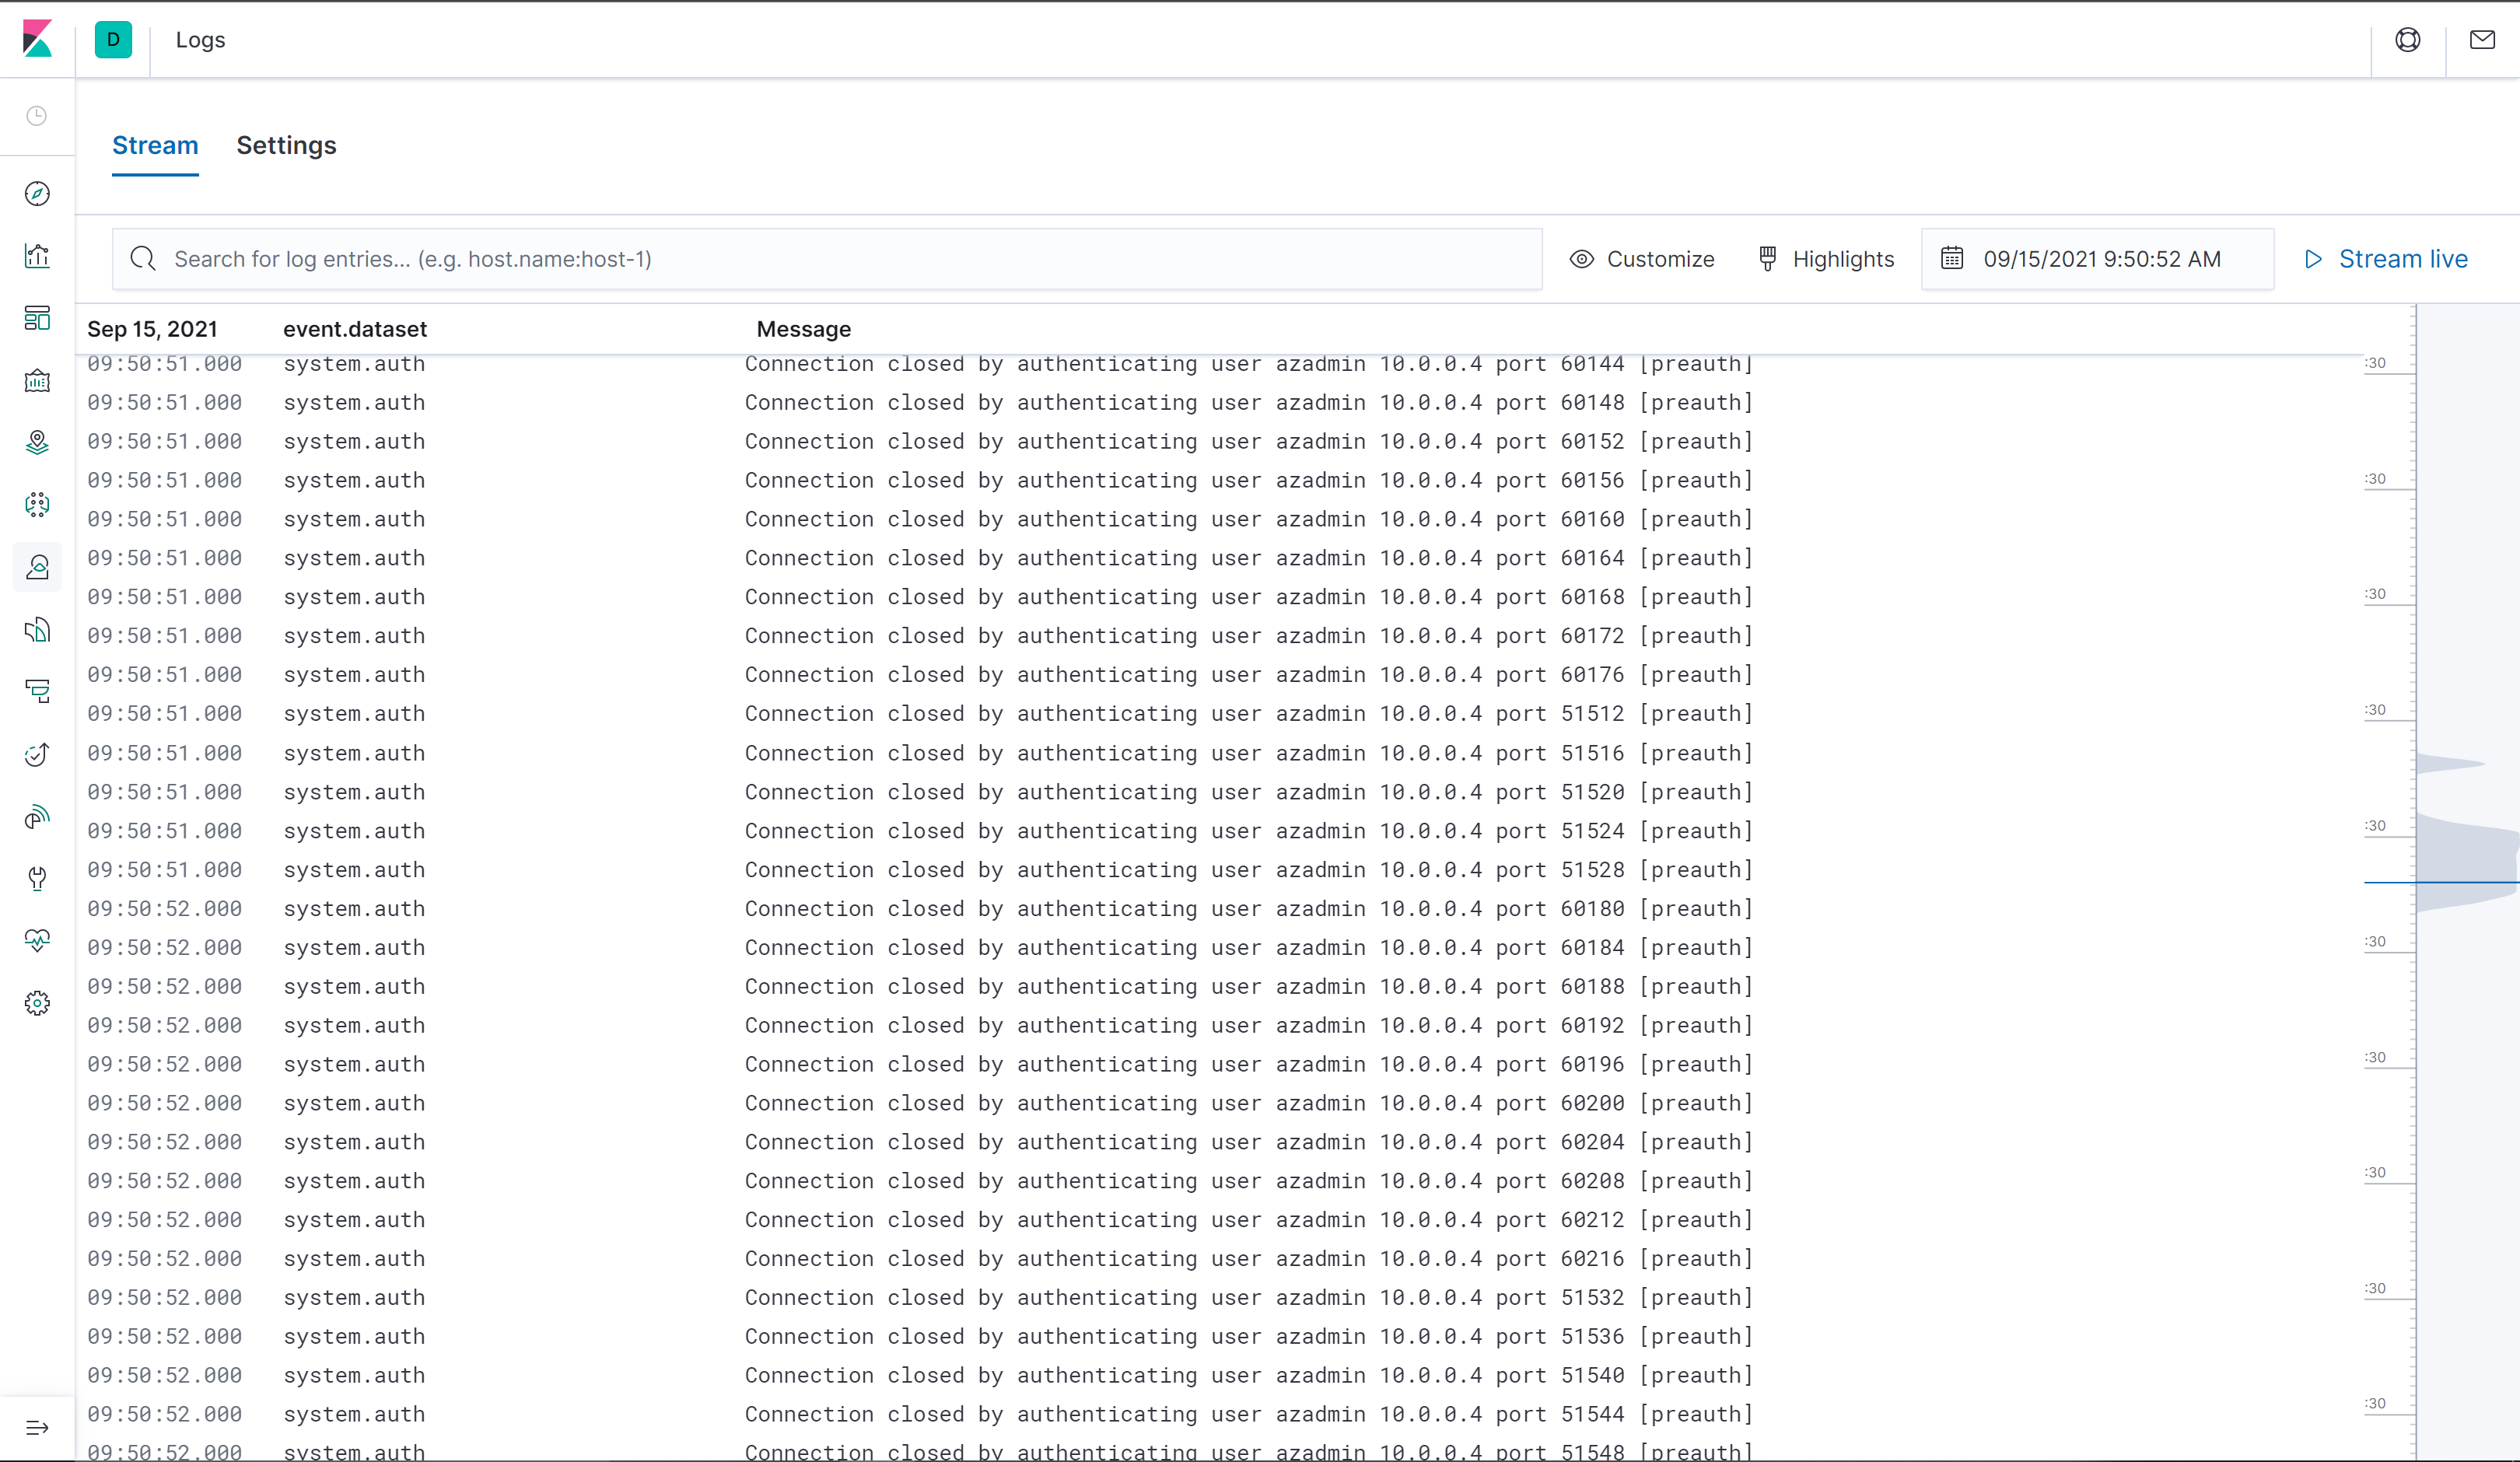 D Logs
Stream Settings
Search for log entries... (e.g. host.name:host-1) Customize Highlights 09/15/2021 9:50:52 AM Stream live
Sep 15, 2021 event.dataset Message
09:50:51.000 system.auth Connection closed by authenticating user azadmin 10.0.0.4 port 60144 [preauth] :30
09:50:51.000 system.auth Connection closed by authenticating user azadmin 10.0.0.4 port 60148 [preauth]
09:50:51.000 system.auth Connection closed by authenticating user azadmin 10.0.0.4 port 60152 [preauth]
09:50:51.000 system.auth Connection closed by authenticating user azadmin 10.0.0.4 port 60156 [preauth] :30
09:50:51.000 system.auth Connection closed by authenticating user azadmin 10.0.0.4 port 60160 [preauth]
09:50:51.000 system.auth Connection closed by authenticating user azadmin 10.0.0.4 port 60164 [preauth]
09:50:51.000 system.auth Connection closed by authenticating user azadmin 10.0.0.4 port 60168 [preauth] :30
09:50:51.000 system.auth Connection closed by authenticating user azadmin 10.0.0.4 port 60172 [preauth]
09:50:51.000 system.auth Connection closed by authenticating user azadmin 10.0.0.4 port 60176 [preauth]
09:50:51.000 system.auth Connection closed by authenticating user azadmin 10.0.0.4 port 51512 [preauth] :30
09:50:51.000 system.auth Connection closed by authenticating user azadmin 10.0.0.4 port 51516 [preauth]
09:50:51.000 system.auth Connection closed by authenticating user azadmin 10.0.0.4 port 51520 [preauth]
09:50:51.000 system.auth Connection closed by authenticating user azadmin 10.0.0.4 port 51524 [preauth] :30
09:50:51.000 system.auth Connection closed by authenticating user azadmin 10.0.0.4 port 51528 [preauth]
09:50:52.000 system.auth Connection closed by authenticating user azadmin 10.0.0.4 port 60180 [preauth]
09:50:52.000 system.auth Connection closed by authenticating user azadmin 10.0.0.4 port 60184 [preauth] :30
09:50:52.000 system.auth Connection closed by authenticating user azadmin 10.0.0.4 port 60188 [preauth]
09:50:52.000 system.auth Connection closed by authenticating user azadmin 10.0.0.4 port 60192 [preauth]
09:50:52.000 system.auth Connection closed by authenticating user azadmin 10.0.0.4 port 60196 [preauth] :30
09:50:52.000 system.auth Connection closed by authenticating user azadmin 10.0.0.4 port 60200 [preauth]
09:50:52.000 system.auth Connection closed by authenticating user azadmin 10.0.0.4 port 60204 [preauth]
09:50:52.000 system.auth Connection closed by authenticating user azadmin 10.0.0.4 port 60208 [preauth] :30
09:50:52.000 system.auth Connection closed by authenticating user azadmin 10.0.0.4 port 60212 [preauth]
09:50:52.000 system.auth Connection closed by authenticating user azadmin 10.0.0.4 port 60216 [preauth]
09:50:52.000 system.auth Connection closed by authenticating user azadmin 10.0.0.4 port 51532 [preauth] :30
09:50:52.000 system.auth Connection closed by authenticating user azadmin 10.0.0.4 port 51536 [preauth]
09:50:52.000 system.auth Connection closed by authenticating user azadmin 10.0.0.4 port 51540 [preauth]
09:50:52.000 system.auth Connection closed by authenticating user azadmin 10.0.0.4 port 51544 [preauth] :30
09:50:52.000 system.auth Connection closed by authenticating user azadmin 10.0.0.4 port 51548 [preauth]